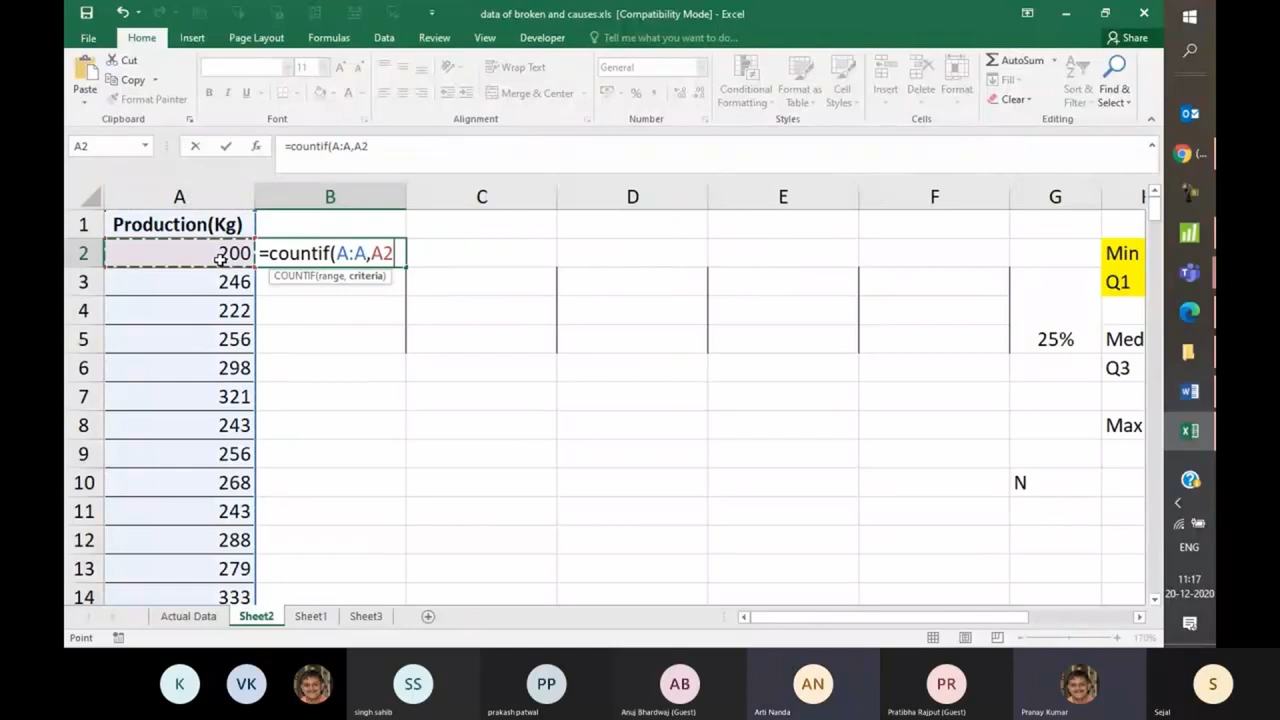 data of broken and causes.xls [Compatibility Mode] - Excel
File Home Insert Page Layout Formulas Data Review View Developer Tell me what you want to do... Share
Cut
Copy
Format Painter
Paste
Clipboard
11
B I U
Font
Wrap Text
Merge & Center
Alignment
General
Number
Conditional Formatting
Format as Table
Cell Styles
Styles
Insert Delete Format
Cells
AutoSum
Fill
Clear
Sort & Filter
Find & Select
Editing
A2 =countif(A:A,A2
A B C D E F G
1 Production(Kg)
2 200 =countif(A:A,A2 Min
COUNTIF(range, criteria)
3 246 Q1
4 222
5 256 25% Med
6 298 Q3
7 321
8 243 Max
9 256
10 268 N
11 243
12 288
13 279
14 333
Actual Data Sheet2 Sheet1 Sheet3
Point 170%
ENG
11:17
20-12-2020
K VK SS PP AB AN PR S
singh sahib prakash patwal Anuj Bhardwaj (Guest) Arti Nanda Pratibha Rajput (Guest) Pranay Kumar Sejal